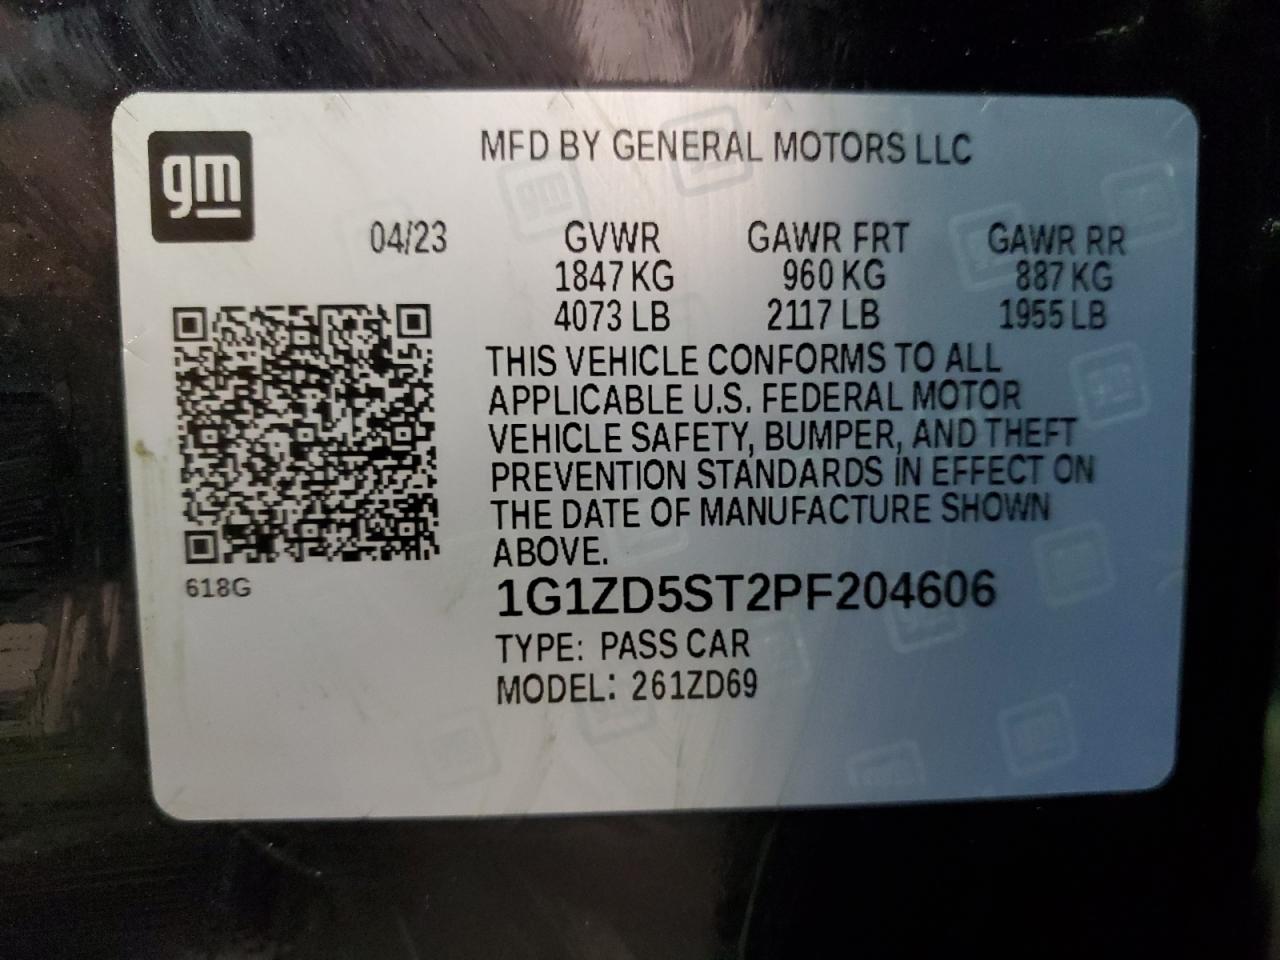 gm
MFD BY GENERAL MOTORS LLC
04/23 GVWR GAWR FRT GAWR RR
1847 KG 960 KG 887 KG
4073 LB 2117 LB 1955 LB
THIS VEHICLE CONFORMS TO ALL
APPLICABLE U.S. FEDERAL MOTOR
VEHICLE SAFETY, BUMPER, AND THEFT
PREVENTION STANDARDS IN EFFECT ON
THE DATE OF MANUFACTURE SHOWN
ABOVE.
618G
1G1ZD5ST2PF204606
TYPE: PASS CAR
MODEL: 261ZD69